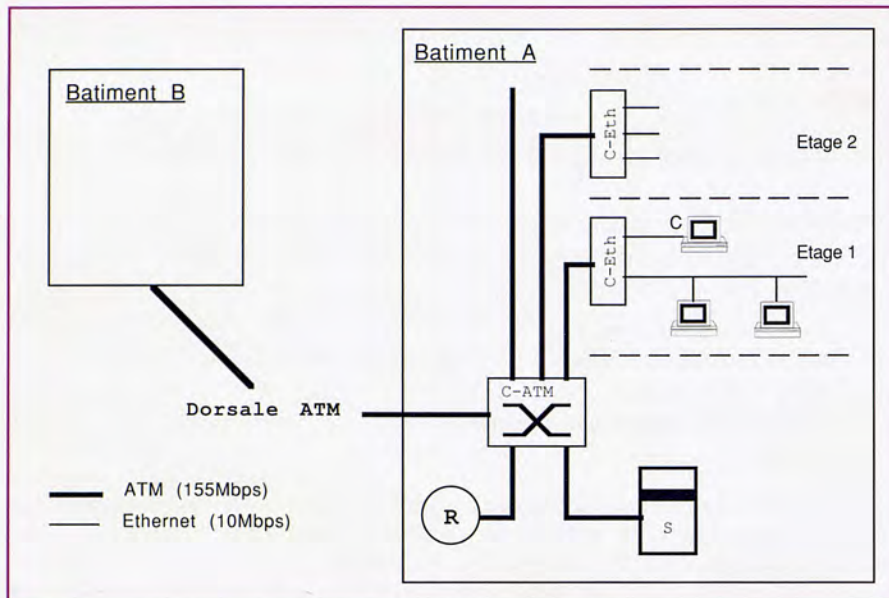 Batiment A
Batiment B
C-Eth
Etage 2
C
C-Eth
Etage 1
C-ATM
Dorsale ATM
ATM (155Mbps)
Ethernet (10Mbps)
R
S